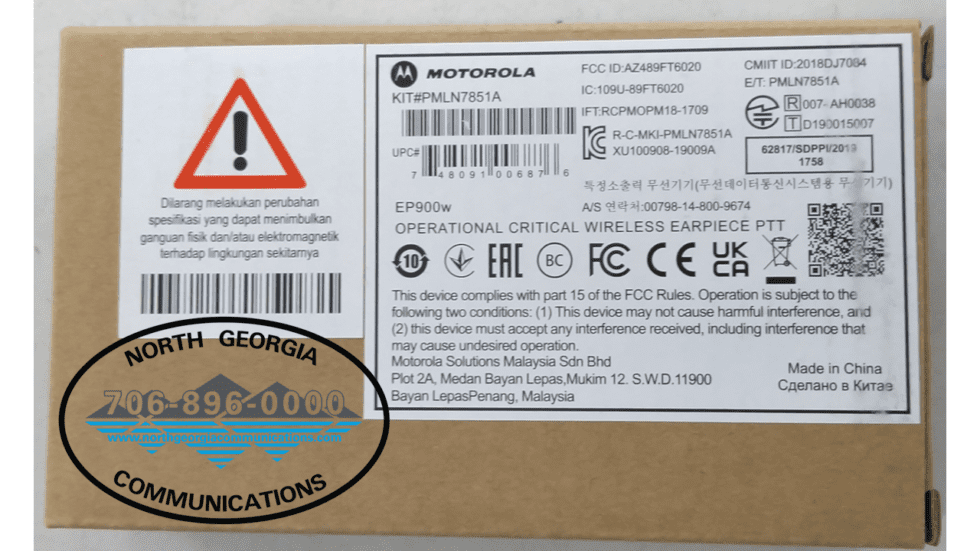 Dilarang melakukan perubahan
spesifikasi yang dapat menimbulkan
ganguan fisik dan/atau elektromagnetik
terhadap lingkungan sekitarnya
MOTOROLA
KIT#PMLN7851A
UPC#
7 48091 00687 6
EP900w
OPERATIONAL CRITICAL WIRELESS EARPIECE PTT
FCC ID:AZ489FT6020
IC:109U-89FT6020
IFT:RCPMOPM18-1709
R-C-MKI-PMLN7851A
XU100908-19009A
CMIIT ID:2018DJ7084
E/T: PMLN7851A
R 007-AH0038
T D190015007
62817/SDPPI/2019
1758
특정소출력 무선기기(무선데이터통신시스템용 무선기기)
A/S 연락처:00798-14-800-9674
10
EAC
BC
FC
CE
UK
CA
This device complies with part 15 of the FCC Rules. Operation is subject to the
following two conditions: (1) This device may not cause harmful interference, and
(2) this device must accept any interference received, including interference that
may cause undesired operation.
Motorola Solutions Malaysia Sdn Bhd
Plot 2A, Medan Bayan Lepas,Mukim 12. S.W.D.11900
Bayan LepasPenang, Malaysia
Made in China
Сделано в Китае
NORTH GEORGIA
706-896-0000
www.northgeorgiacommunications.com
COMMUNICATIONS